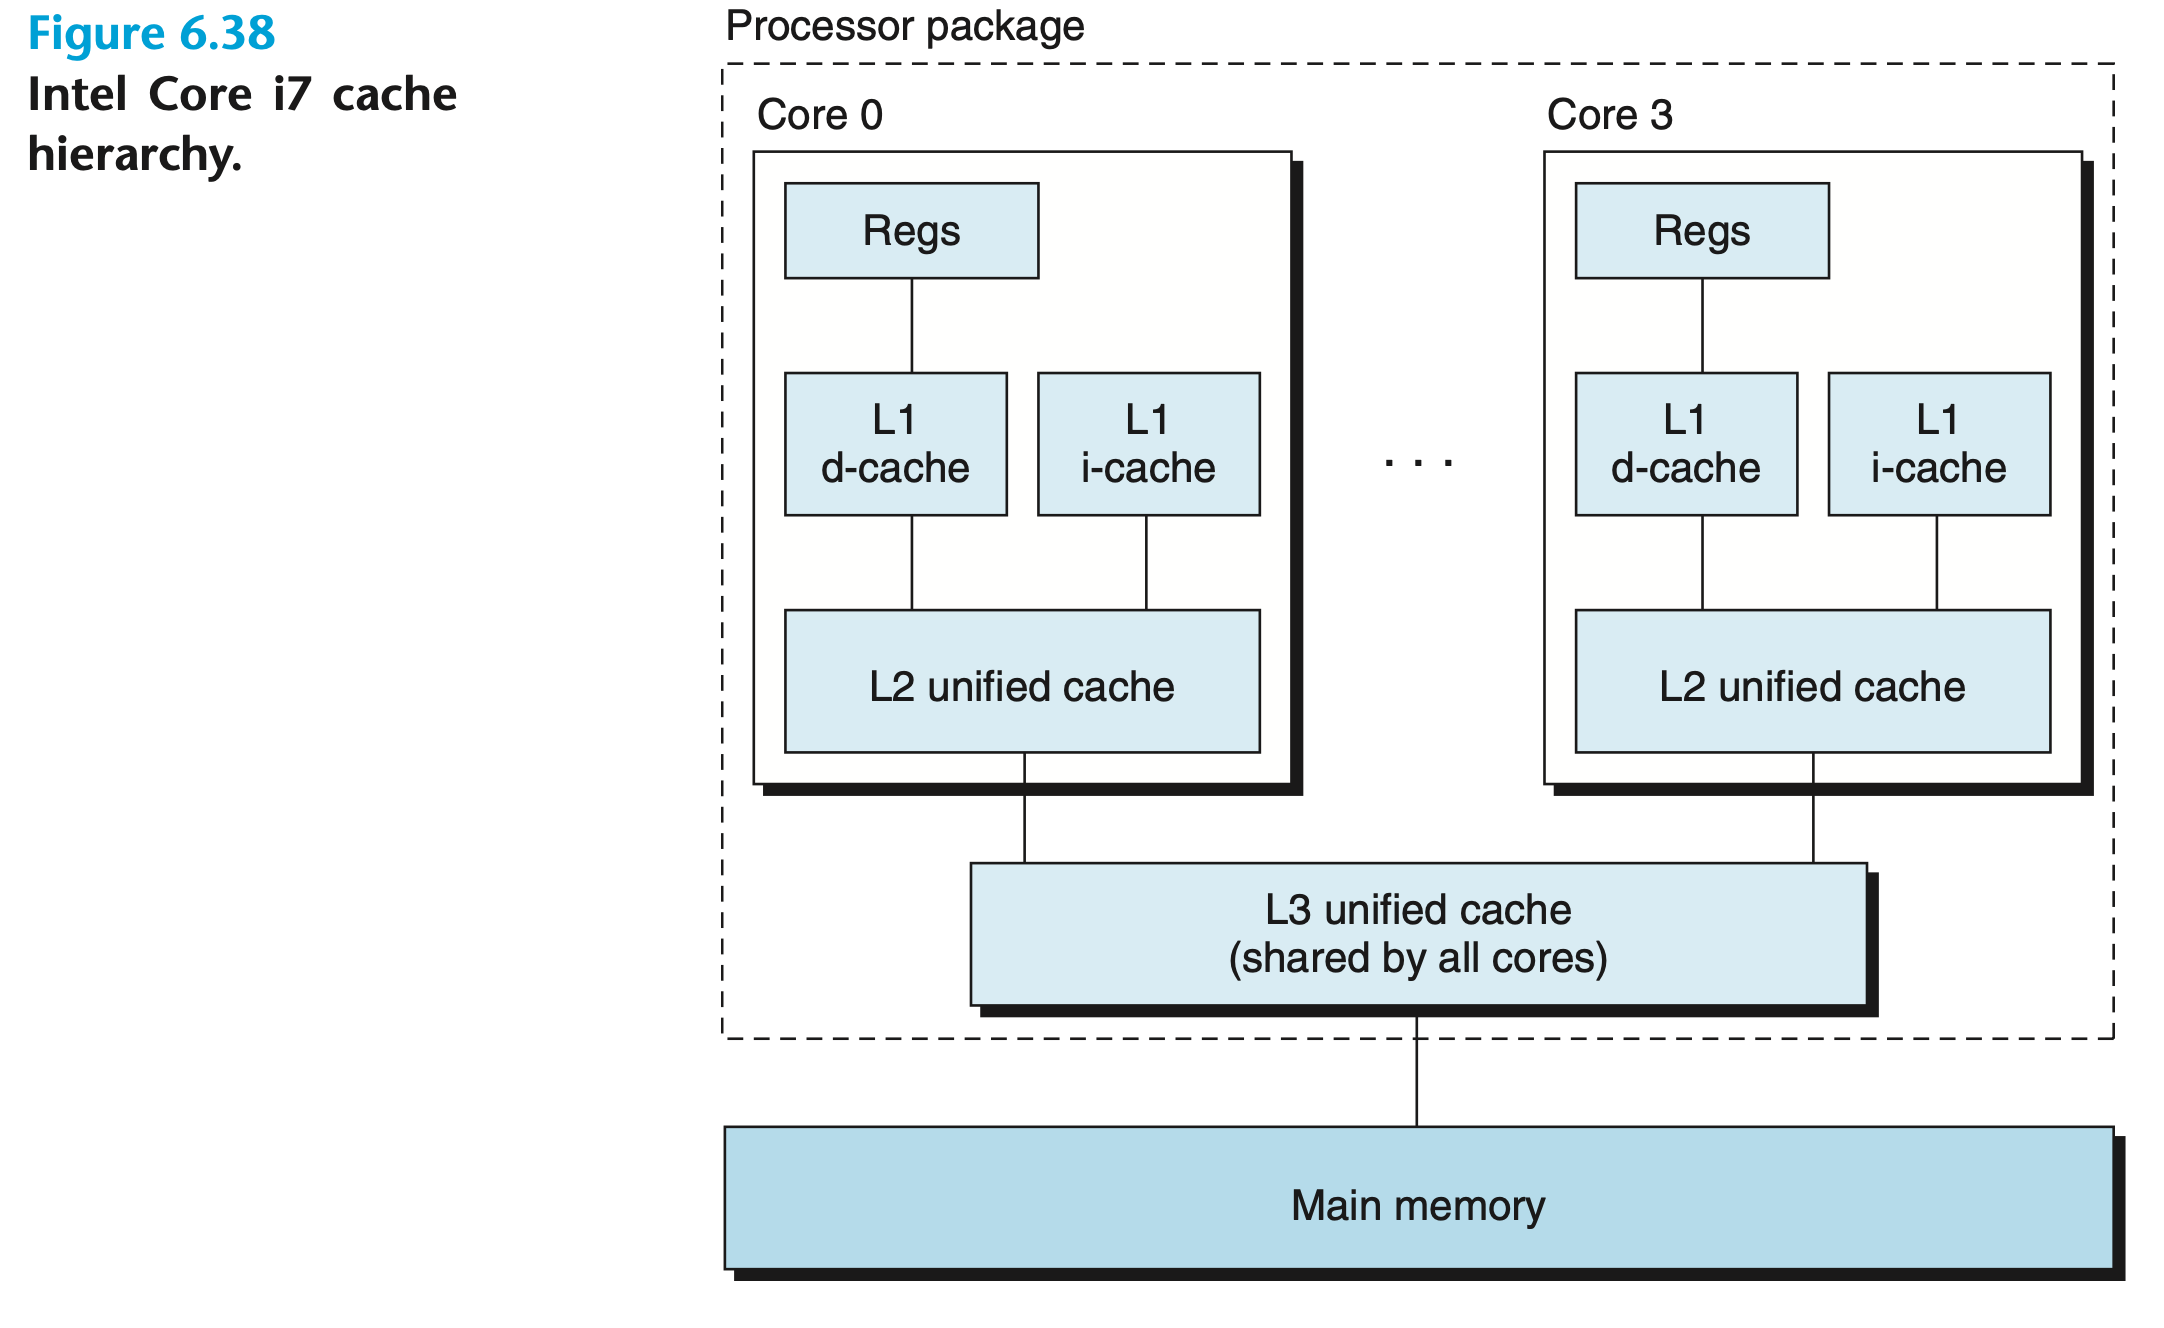 Figure 6.38
Intel Core i7 cache
hierarchy.
Processor package
Core 0
Core 3
Regs
Regs
L1
d-cache
L1
i-cache
. . .
L1
d-cache
L1
i-cache
L2 unified cache
L2 unified cache
L3 unified cache
(shared by all cores)
Main memory